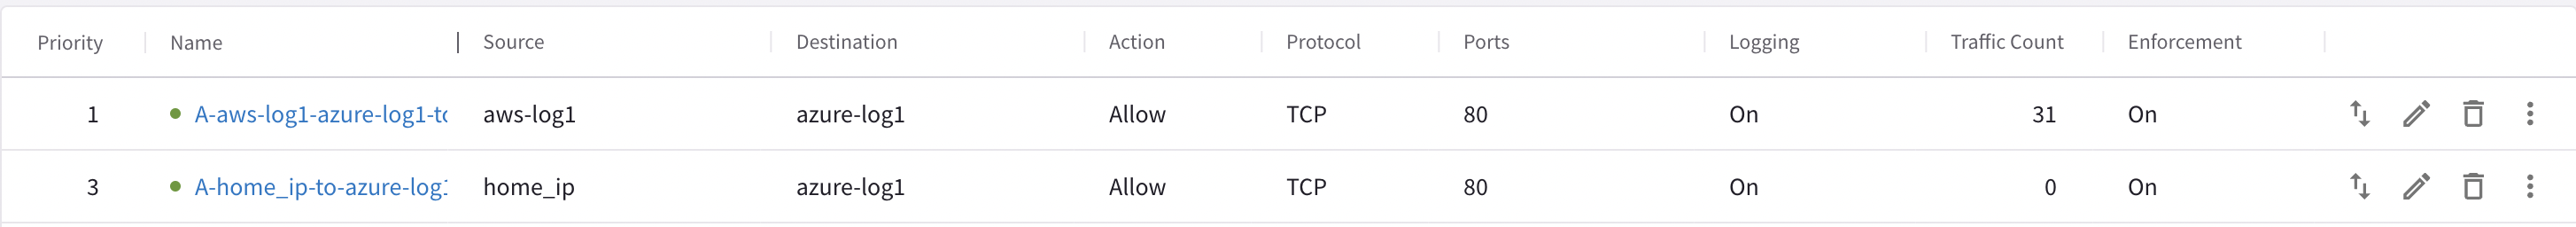 Priority Name Source Destination Action Protocol Ports Logging Traffic Count Enforcement
1 A-aws-log1-azure-log1-to aws-log1 azure-log1 Allow TCP 80 On 31 On
3 A-home_ip-to-azure-log home_ip azure-log1 Allow TCP 80 On 0 On